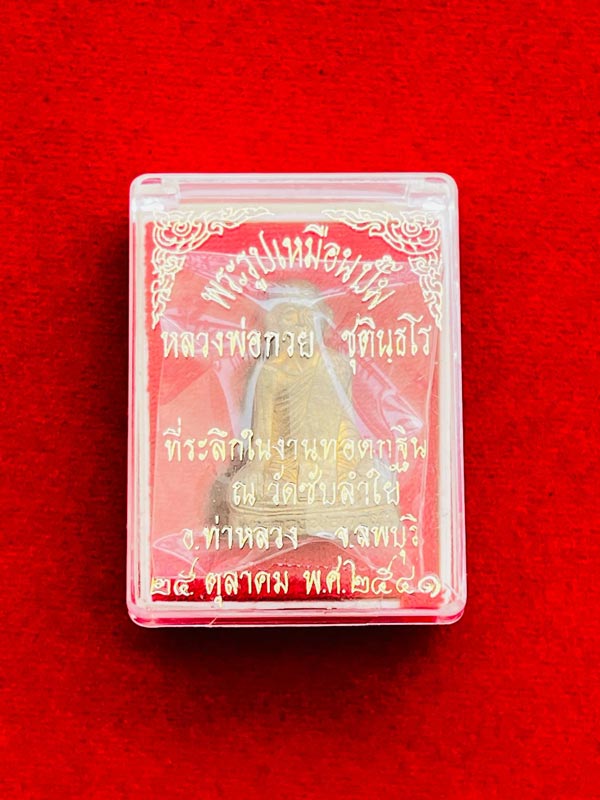 พระรูปเหมือนปั๊ม
หลวงพ่อกวย ชุตินฺธโร
ที่ระลึกในงานทอดกฐิน
ณ วัดซับลำใย
อ.ท่าหลวง จ.ลพบุรี
๒๕ ตุลาคม พ.ศ.๒๕๔๑